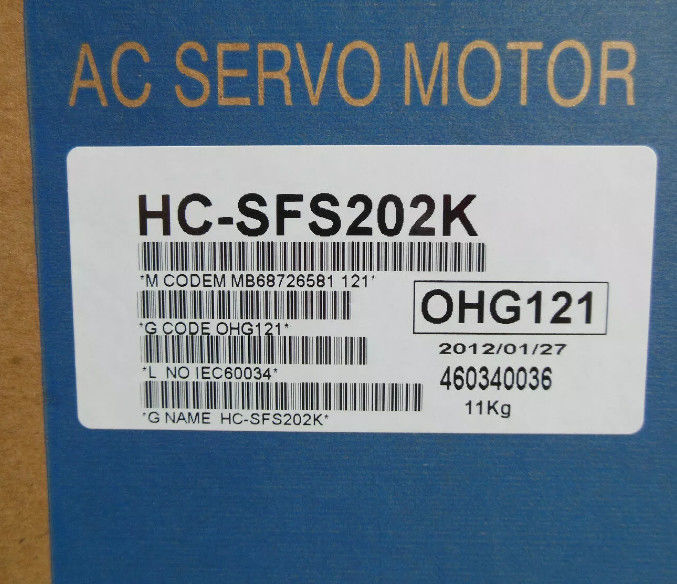 AC SERVO MOTOR
HC-SFS202K
*M CODEM MB68726581 121*
OHG121
*G CODE OHG121*
2012/01/27
*L NO IEC60034*
460340036
11Kg
*G NAME HC-SFS202K*